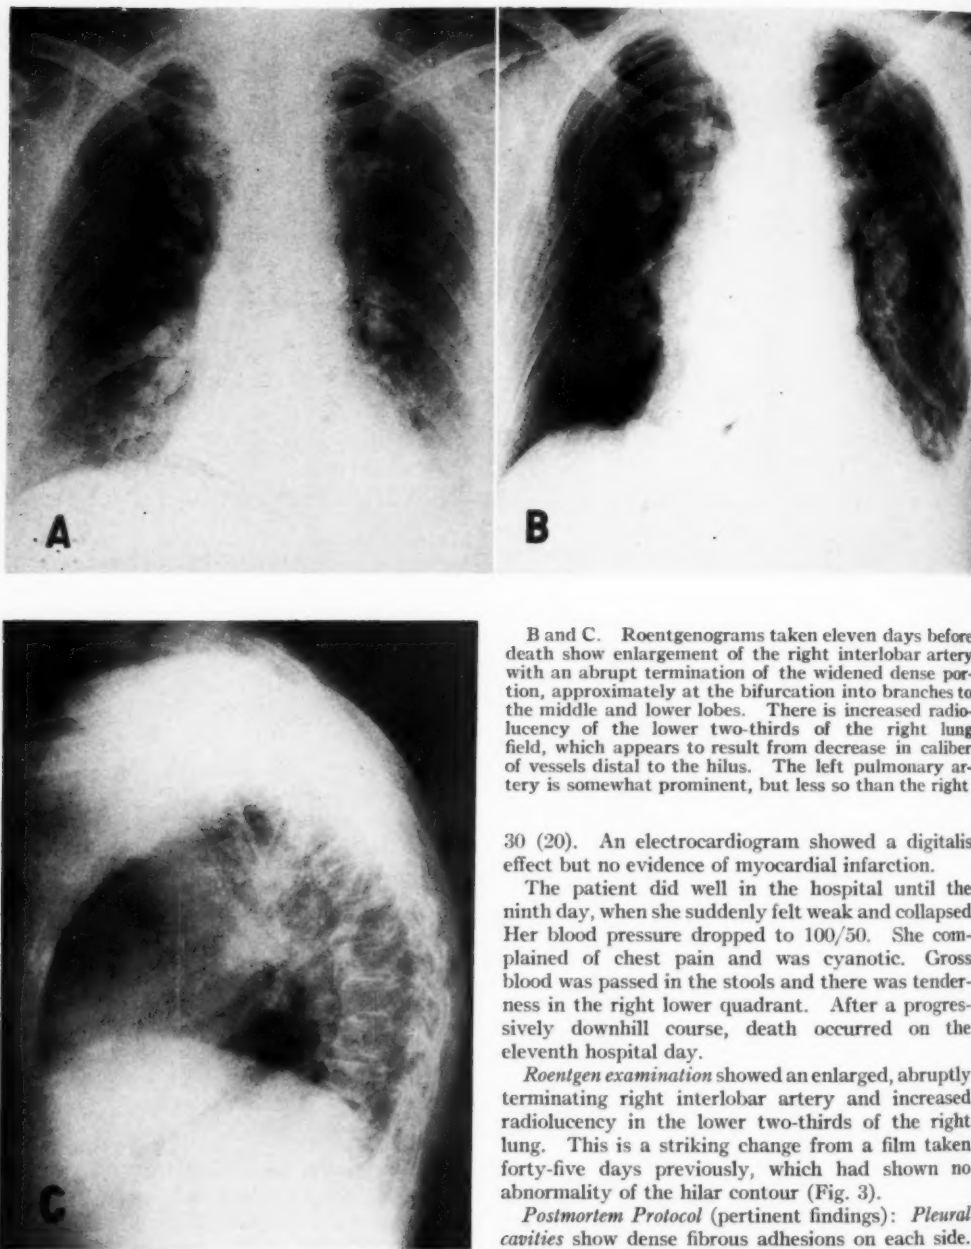 A
B
C
B and C. Roentgenograms taken eleven days before
death show enlargement of the right interlobar artery
with an abrupt termination of the widened dense por-
tion, approximately at the bifurcation into branches to
the middle and lower lobes. There is increased radio-
lucency of the lower two-thirds of the right lung
field, which appears to result from decrease in caliber
of vessels distal to the hilus. The left pulmonary ar-
tery is somewhat prominent, but less so than the right
30 (20). An electrocardiogram showed a digitalis
effect but no evidence of myocardial infarction.
The patient did well in the hospital until the
ninth day, when she suddenly felt weak and collapsed
Her blood pressure dropped to 100/50. She com-
plained of chest pain and was cyanotic. Gross
blood was passed in the stools and there was tender-
ness in the right lower quadrant. After a progres-
sively downhill course, death occurred on the
eleventh hospital day.
Roentgen examination showed an enlarged, abruptly
terminating right interlobar artery and increased
radiolucency in the lower two-thirds of the right
lung. This is a striking change from a film taken
forty-five days previously, which had shown no
abnormality of the hilar contour (Fig. 3).
Postmortem Protocol (pertinent findings): Pleural
cavities show dense fibrous adhesions on each side.